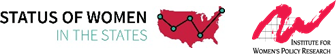 STATUS OF WOMEN
IN THE STATES
INSTITUTE FOR
WOMEN'S POLICY RESEARCH